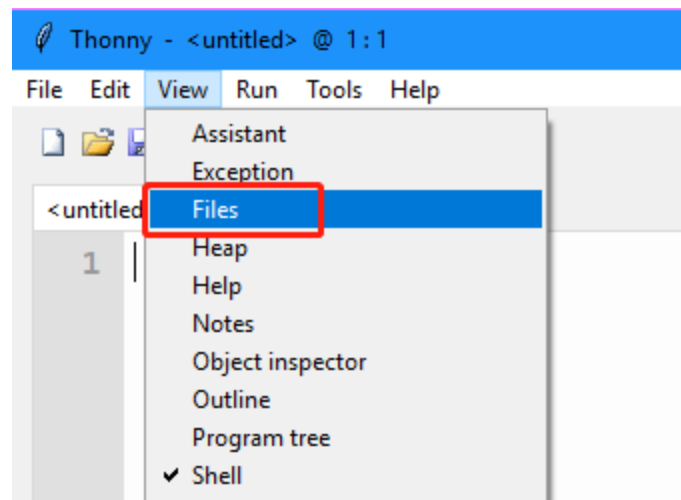 Thonny - <untitled> @ 1:1
File Edit View Run Tools Help
Assistant
Exception
<untitled
Files
1
Heap
Help
Notes
Object inspector
Outline
Program tree
✓ Shell